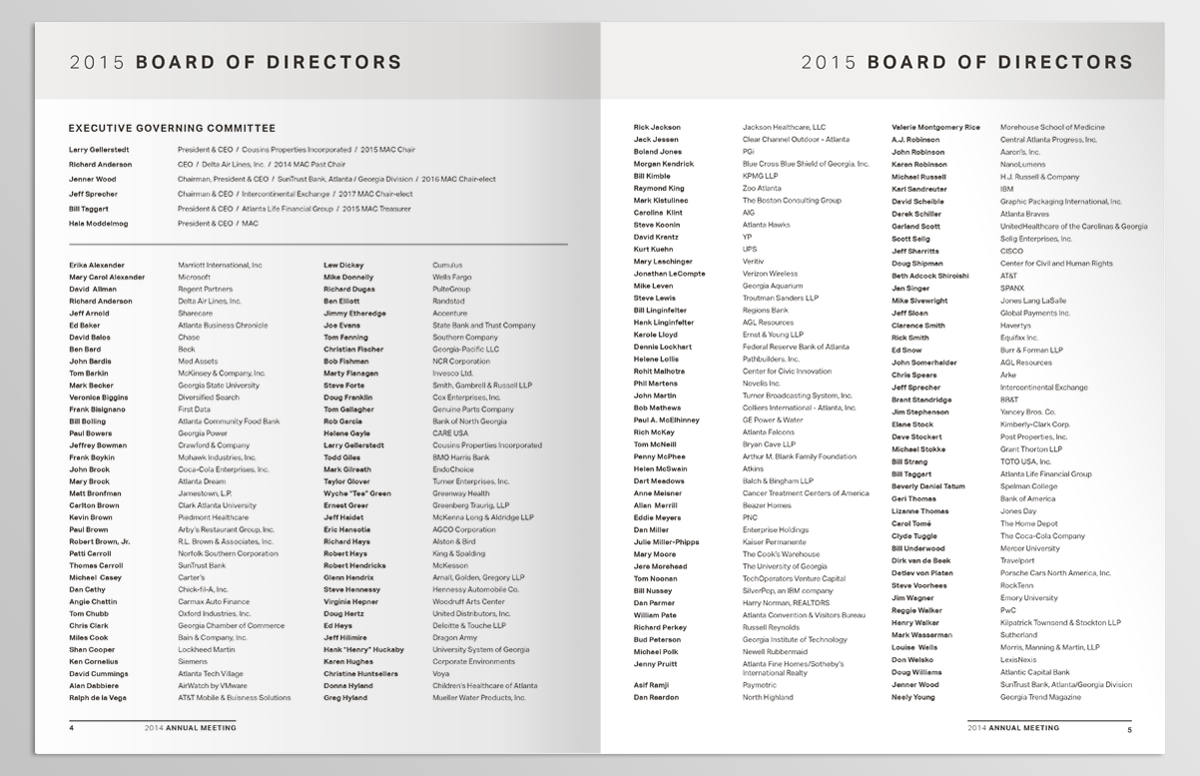 2015 BOARD OF DIRECTORS
EXECUTIVE GOVERNING COMMITTEE
Larry Gellerstedt President & CEO / Cousins Properties Incorporated / 2015 MAC Chair
Richard Anderson CEO / Delta Air Lines, Inc. / 2014 MAC Past Chair
Jenner Wood Chairman, President & CEO / SunTrust Bank, Atlanta / Georgia Division / 2016 MAC Chair-elect
Jeff Sprecher Chairman & CEO / Intercontinental Exchange / 2017 MAC Chair-elect
Bill Taggart President & CEO / Atlanta Life Financial Group / 2015 MAC Treasurer
Hala Moddelmog President & CEO / MAC
Erika Alexander Marriott International, Inc
Mary Carol Alexander Microsoft
David Allman Regent Partners
Richard Anderson Delta Air Lines, Inc.
Jeff Arnold Sharecare
Ed Baker Atlanta Business Chronicle
David Balos Chase
Ben Bard Beck
John Bardis Med Assets
Tom Barkin McKinsey & Company, Inc.
Mark Becker Georgia State University
Veronica Biggins Diversified Search
Frank Bisignano First Data
Bill Bolling Atlanta Community Food Bank
Paul Bowers Georgia Power
Jeffrey Bowman Crawford & Company
Frank Boykin Mohawk Industries, Inc.
John Brock Coca-Cola Enterprises, Inc.
Mary Brock Atlanta Dream
Matt Bronfman Jamestown, L.P.
Carlton Brown Clark Atlanta University
Kevin Brown Piedmont Healthcare
Paul Brown Arby's Restaurant Group, Inc.
Robert Brown, Jr. R.L. Brown & Associates, Inc.
Patti Carroll Norfolk Southern Corporation
Thomas Carroll SunTrust Bank
Michael Casey Carter's
Dan Cathy Chick-fil-A, Inc.
Angie Chattin Carmax Auto Finance
Tom Chubb Oxford Industries, Inc.
Chris Clark Georgia Chamber of Commerce
Miles Cook Bain & Company, Inc.
Shan Cooper Lockheed Martin
Ken Cornelius Siemens
David Cummings Atlanta Tech Village
Alan Dabbiere AirWatch by VMware
Ralph de la Vega AT&T Mobile & Buisness Solutions
Lew Dickey Cumulus
Mike Donnelly Wells Fargo
Richard Dugas PulteGroup
Ben Elliott Randstad
Jimmy Etheredge Accenture
Joe Evans State Bank and Trust Company
Tom Fanning Southern Company
Christian Fischer Georgia-Pacific LLC
Bob Fishman NCR Corporation
Marty Flanagan Invesco Ltd.
Steve Forte Smith, Gambrell & Russell LLP
Doug Franklin Cox Enterprises, Inc.
Tom Gallagher Genuine Parts Company
Rob Garcia Bank of North Georgia
Helene Gayle CARE USA
Larry Gellerstedt Cousins Properties Incorporated
Todd Giles BMO Harris Bank
Mark Gilreath EndoChoice
Taylor Glover Turner Enterprises, Inc.
Wyche "Tee" Green Greenway Health
Ernest Greer Greenberg Traurig, LLP
Jeff Haidet McKenna Long & Aldridge LLP
Eric Hansotia AGCO Corporation
Richard Hays Alston & Bird
Robert Hays King & Spalding
Robert Hendricks McKesson
Glenn Hendrix Arnall, Golden, Gregory LLP
Steve Hennessy Hennessy Automobile Co.
Virginia Hepner Woodruff Arts Center
Doug Hertz United Distributors, Inc.
Ed Heys Deloitte & Touche LLP
Jeff Hilimire Dragon Army
Hank "Henry" Huckaby University System of Georgia
Karen Hughes Corporate Environments
Christine Huntsellers Voya
Donna Hyland Children's Healthcare of Atlanta
Greg Hyland Mueller Water Products, Inc.
4 2014 ANNUAL MEETING
2015 BOARD OF DIRECTORS
Rick Jackson Jackson Healthcare, LLC
Jack Jessen Clear Channel Outdoor - Atlanta
Boland Jones PGi
Morgan Kendrick Blue Cross Blue Shield of Georgia, Inc.
Bill Kimble KPMG LLP
Raymond King Zoo Atlanta
Mark Kistulinec The Boston Consulting Group
Caroline Klint AIG
Steve Koonin Atlanta Hawks
David Krantz YP
Kurt Kuehn UPS
Mary Laschinger Veritiv
Jonathan LeCompte Verizon Wireless
Mike Leven Georgia Aquarium
Steve Lewis Troutman Sanders LLP
Bill Linginfelter Regions Bank
Hank Linginfelter AGL Resources
Karole Lloyd Ernst & Young LLP
Dennis Lockhart Federal Reserve Bank of Atlanta
Helene Lollis Pathbuilders, Inc.
Rohit Malhotra Center for Civic Innovation
Phil Martens Novelis Inc.
John Martin Turner Broadcasting System, Inc.
Bob Mathews Colliers International - Atlanta, Inc.
Paul A. McElhinney GE Power & Water
Rich McKay Atlanta Falcons
Tom McNeill Bryan Cave LLP
Penny McPhee Arthur M. Blank Family Foundation
Helen McSwain Atkins
Dart Meadows Balch & Bingham LLP
Anne Meisner Cancer Treatment Centers of America
Allan Merrill Beazer Homes
Eddie Meyers PNC
Dan Miller Enterprise Holdings
Julie Miller-Phipps Kaiser Permanente
Mary Moore The Cook's Warehouse
Jere Morehead The University of Georgia
Tom Noonan TechOperators Venture Capital
Bill Nussey SilverPop, an IBM company
Dan Parmer Harry Norman, REALTORS
William Pate Atlanta Convention & Visitors Bureau
Richard Perkey Russell Reynolds
Bud Peterson Georgia Institute of Technology
Michael Polk Newell Rubbermaid
Jenny Pruitt Atlanta Fine Homes/Sotheby's
International Realty
Asif Ramji Paymetric
Dan Reardon North Highland
Valerie Montgomery Rice Morehouse School of Medicine
A.J. Robinson Central Atlanta Progress, Inc.
John Robinson Aaron's, Inc.
Karen Robinson NanoLumens
Michael Russell H.J. Russell & Company
Karl Sandreuter IBM
David Scheible Graphic Packaging International, Inc.
Derek Schiller Atlanta Braves
Garland Scott UnitedHealthcare of the Carolinas & Georgia
Scott Selig Selig Enterprises, Inc.
Jeff Sherritts CISCO
Doug Shipman Center for Civil and Human Rights
Beth Adcock Shiroishi AT&T
Jan Singer SPANX
Mike Sivewright Jones Lang LaSalle
Jeff Sloan Global Payments Inc.
Clarence Smith Havertys
Rick Smith Equifax Inc.
Ed Snow Burr & Forman LLP
John Somerhalder AGL Resources
Chris Spears Arke
Jeff Sprecher Intercontinental Exchange
Brant Standridge BB&T
Jim Stephenson Yancey Bros. Co.
Elane Stock Kimberly-Clark Corp.
Dave Stockert Post Properties, Inc.
Michael Stokke Grant Thorton LLP
Bill Strang TOTO USA, Inc.
Bill Taggart Atlanta Life Financial Group
Beverly Daniel Tatum Spelman College
Geri Thomas Bank of America
Lizanne Thomas Jones Day
Carol Tomé The Home Depot
Clyde Tuggle The Coca-Cola Company
Bill Underwood Mercer University
Dirk van de Beek Travelport
Detlev von Platen Porsche Cars North America, Inc.
Steve Voorhees RockTenn
Jim Wagner Emory University
Reggie Walker PwC
Henry Walker Kilpatrick Townsend & Stockton LLP
Mark Wasserman Sutherland
Louise Wells Morris, Manning & Martin, LLP
Don Welsko LexisNexis
Doug Williams Atlantic Capital Bank
Jenner Wood SunTrust Bank, Atlanta/Georgia Division
Neely Young Georgia Trend Magazine
2014 ANNUAL MEETING 5